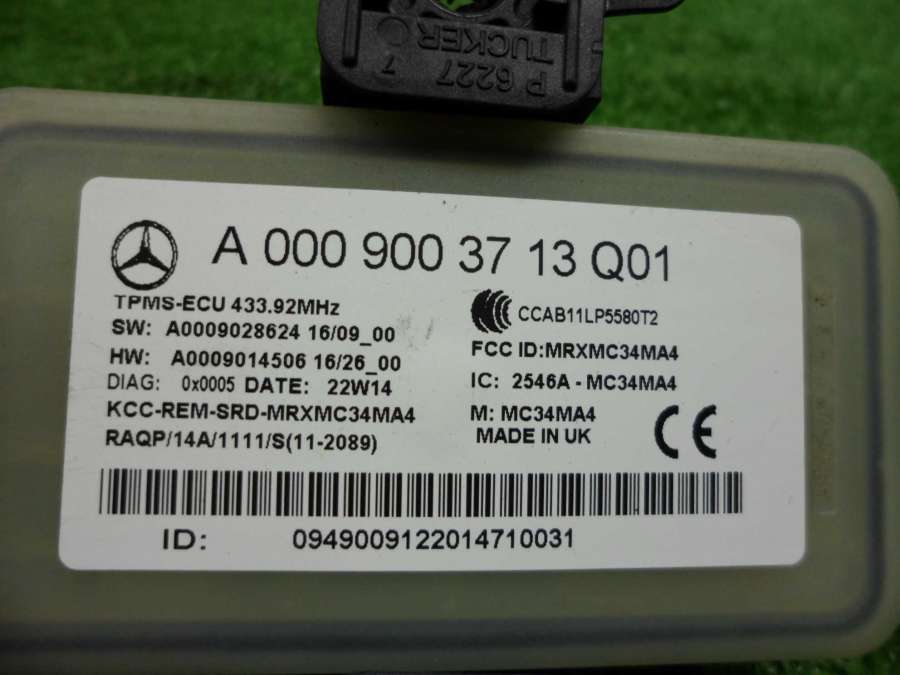 TUCKER
P 6227
7
A 000 900 37 13 Q01
TPMS-ECU 433.92MHz
SW: A0009028624 16/09_00
HW: A0009014506 16/26_00
DIAG: 0x0005 DATE: 22W14
KCC-REM-SRD-MRXMC34MA4
RAQP/14A/1111/S(11-2089)
CCAB11LP5580T2
FCC ID:MRXMC34MA4
IC: 2546A - MC34MA4
M: MC34MA4
MADE IN UK
CE
ID: 0949009122014710031